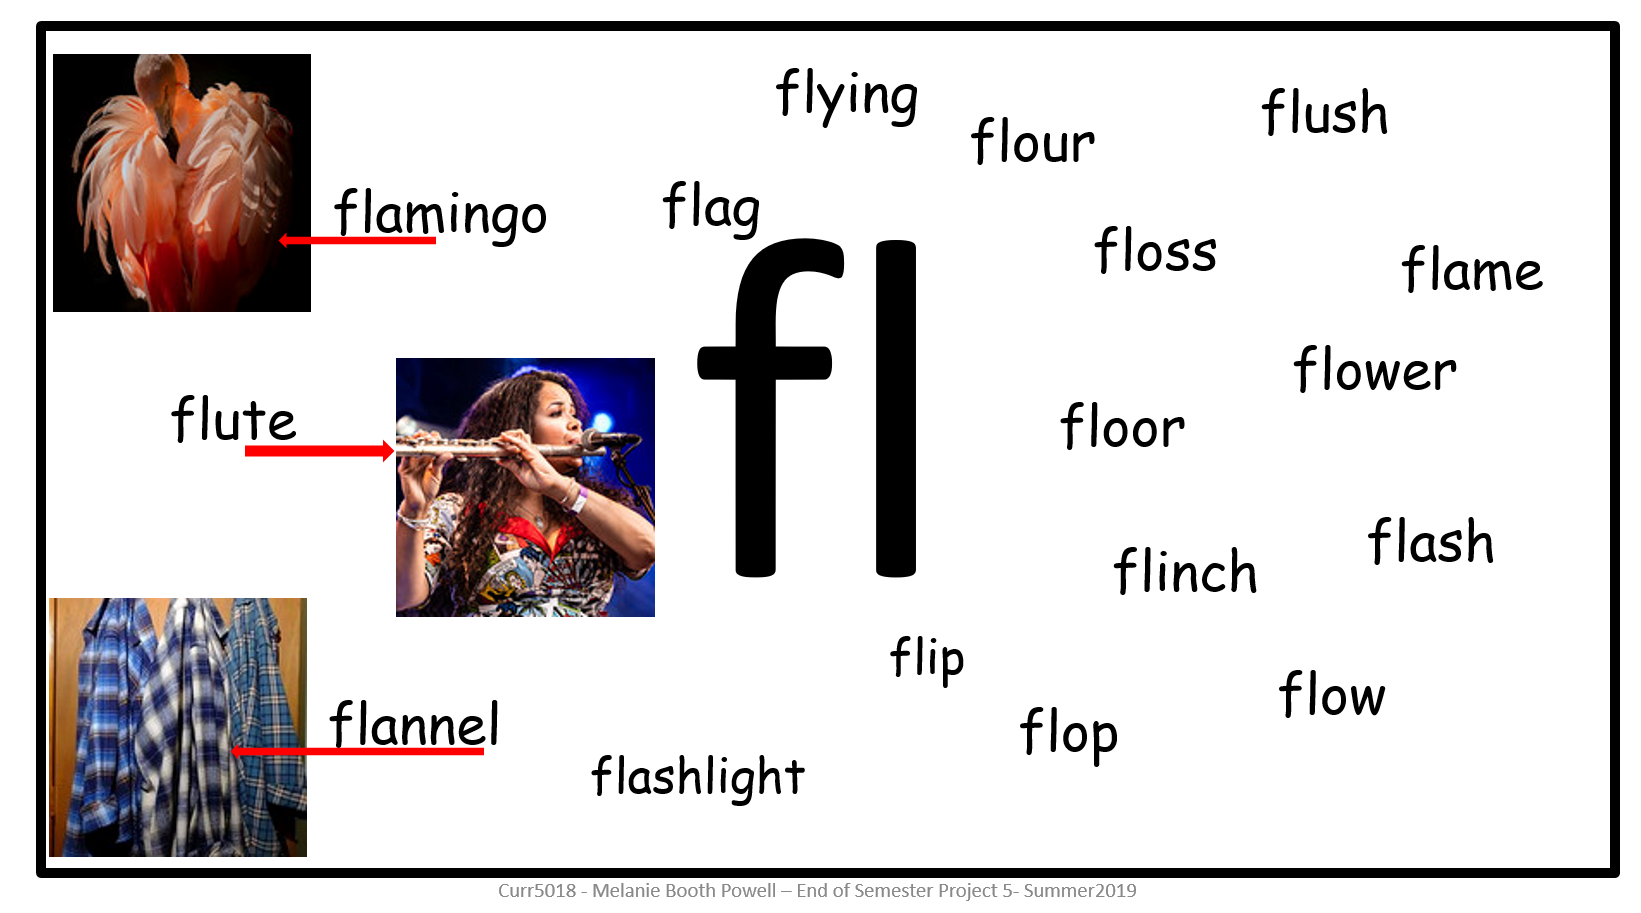 flying
flush
flour
flag
flamingo
floss
flame
fl
flower
flute
floor
flash
flinch
flip
flow
flannel
flop
flashlight
Curr5018 - Melanie Booth Powell – End of Semester Project 5- Summer2019